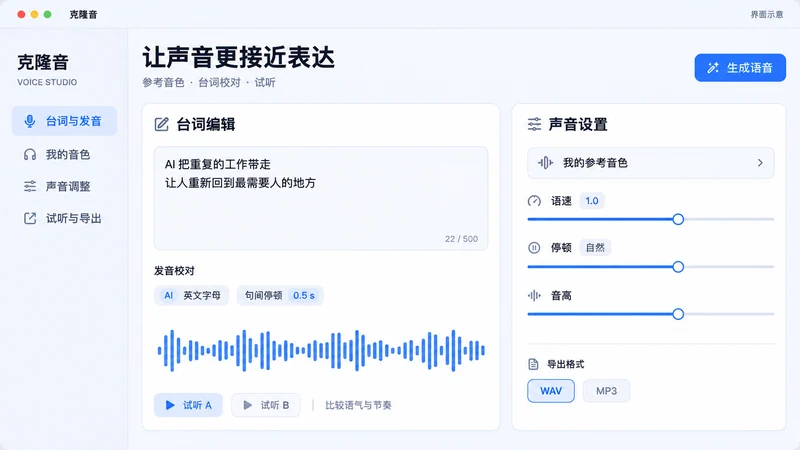 克隆音
界面示意
克隆音
VOICE STUDIO
台词与发音
我的音色
声音调整
试听与导出
让声音更接近表达
参考音色 · 台词校对 · 试听
生成语音
台词编辑
AI 把重复的工作带走
让人重新回到最需要人的地方
22 / 500
发音校对
AI 英文字母
句间停顿 0.5 s
试听 A
试听 B
比较语气与节奏
声音设置
我的参考音色
语速 1.0
停顿 自然
音高
导出格式
WAV
MP3